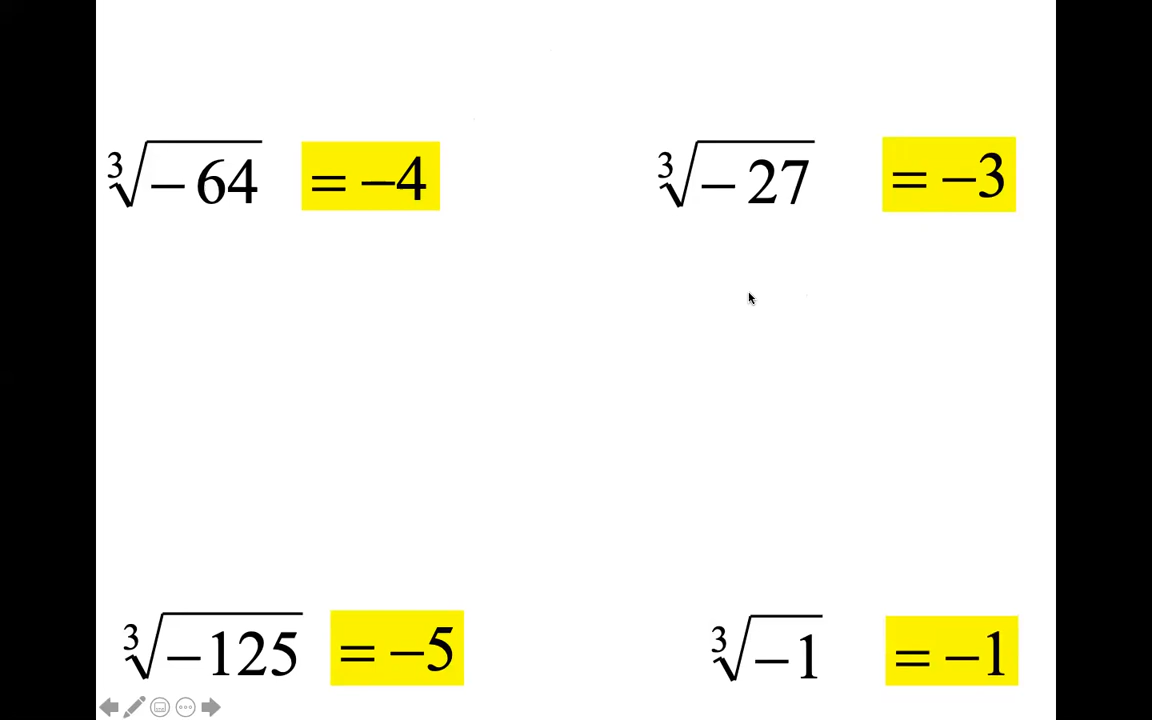 ∛−64 = −4
∛−27 = −3
∛−125 = −5
∛−1 = −1